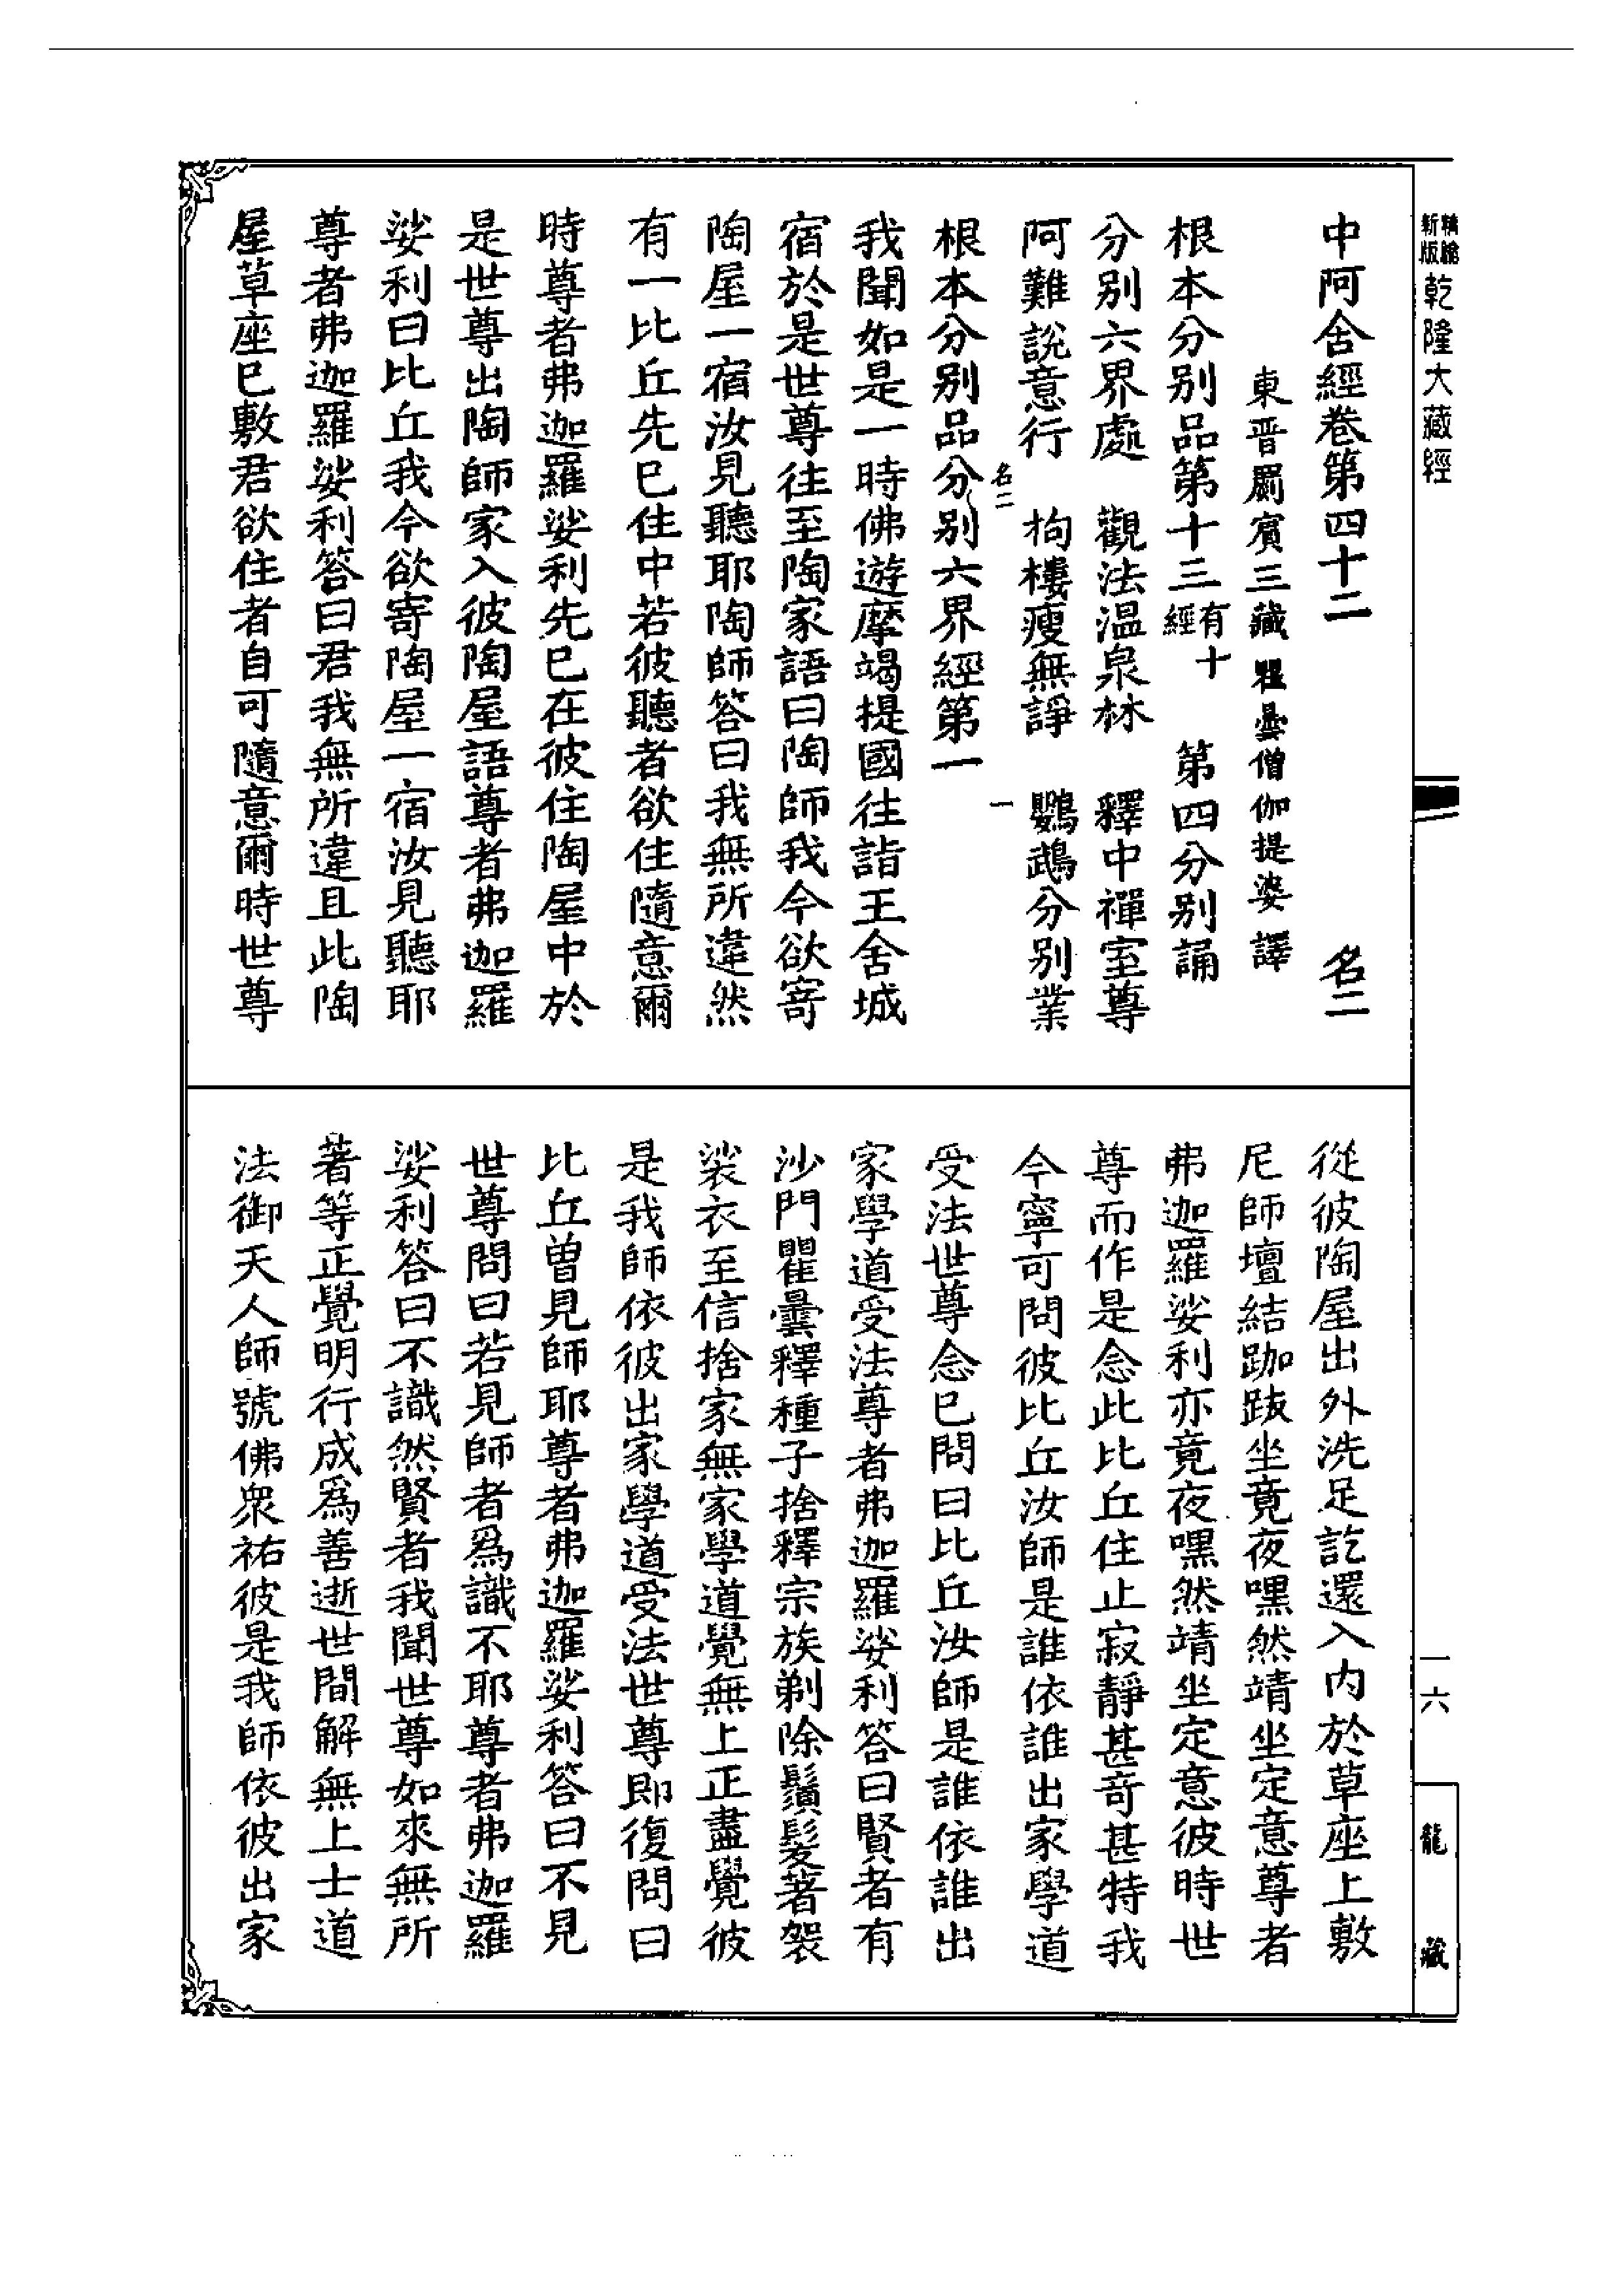 精繪新版 乾隆大藏經
中阿含經卷第四十二 名二
東晉罽賓三藏瞿曇僧伽提婆 譯
根本分別品第十三有十經 第四分別誦
分別六界處 觀法溫泉林 釋中禪室尊
阿難說意行 拘樓瘦無諍 鸚鵡分別業
名二 一
根本分別品分別六界經第一
我聞如是一時佛遊摩竭提國往詣王舍城
宿於是世尊往至陶家語曰陶師我今欲寄
陶屋一宿汝見聽耶陶師答曰我無所違然
有一比丘先已住中若彼聽者欲住隨意爾
時尊者弗迦羅娑利先已在彼住陶屋中於
是世尊出陶師家入彼陶屋語尊者弗迦羅
娑利曰比丘我今欲寄陶屋一宿汝見聽耶
尊者弗迦羅娑利答曰君我無所違且此陶
屋草座已敷君欲住者自可隨意爾時世尊
從彼陶屋出外洗足訖還入內於草座上敷
尼師壇結跏趺坐竟夜嘿然靖坐定意尊者
弗迦羅娑利亦竟夜嘿然靖坐定意彼時世
尊而作是念此比丘住止寂靜甚奇甚特我
今寧可問彼比丘汝師是誰依誰出家學道
受法世尊念已問曰比丘汝師是誰依誰出
家學道受法尊者弗迦羅娑利答曰賢者有
沙門瞿曇釋種子捨釋宗族剃除鬚髮著袈
裟衣至信捨家無家學道覺無上正盡覺彼
是我師依彼出家學道受法世尊即復問曰
比丘曾見師耶尊者弗迦羅娑利答曰不見
世尊問曰若見師者為識不耶尊者弗迦羅
娑利答曰不識然賢者我聞世尊如來無所
著等正覺明行成為善逝世間解無上士道
法御天人師號佛眾祐彼是我師依彼出家
一六
龍藏